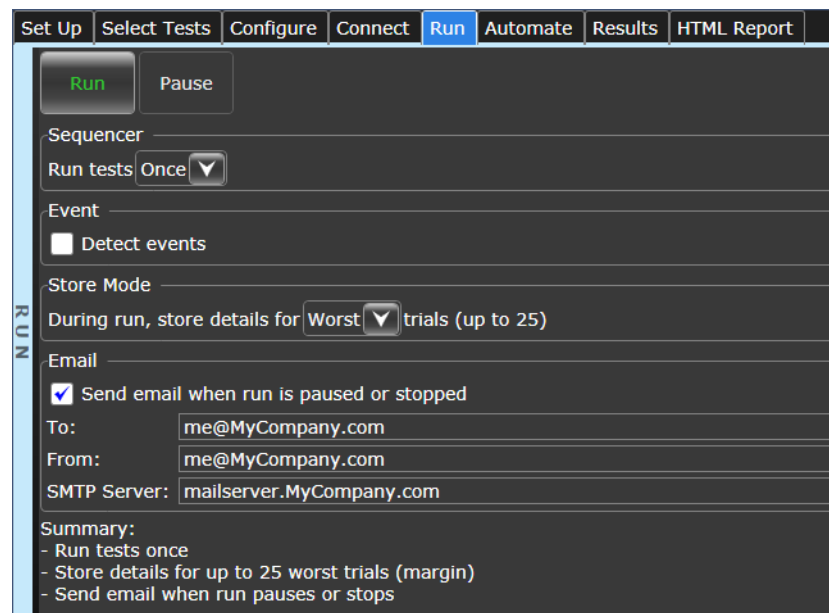 Set Up Select Tests Configure Connect Run Automate Results HTML Report
Run Pause
Sequencer
Run tests Once
Event
Detect events
Store Mode
During run, store details for Worst trials (up to 25)
RUN
Email
Send email when run is paused or stopped
To: me@MyCompany.com
From: me@MyCompany.com
SMTP Server: mailserver.MyCompany.com
Summary:
- Run tests once
- Store details for up to 25 worst trials (margin)
- Send email when run pauses or stops